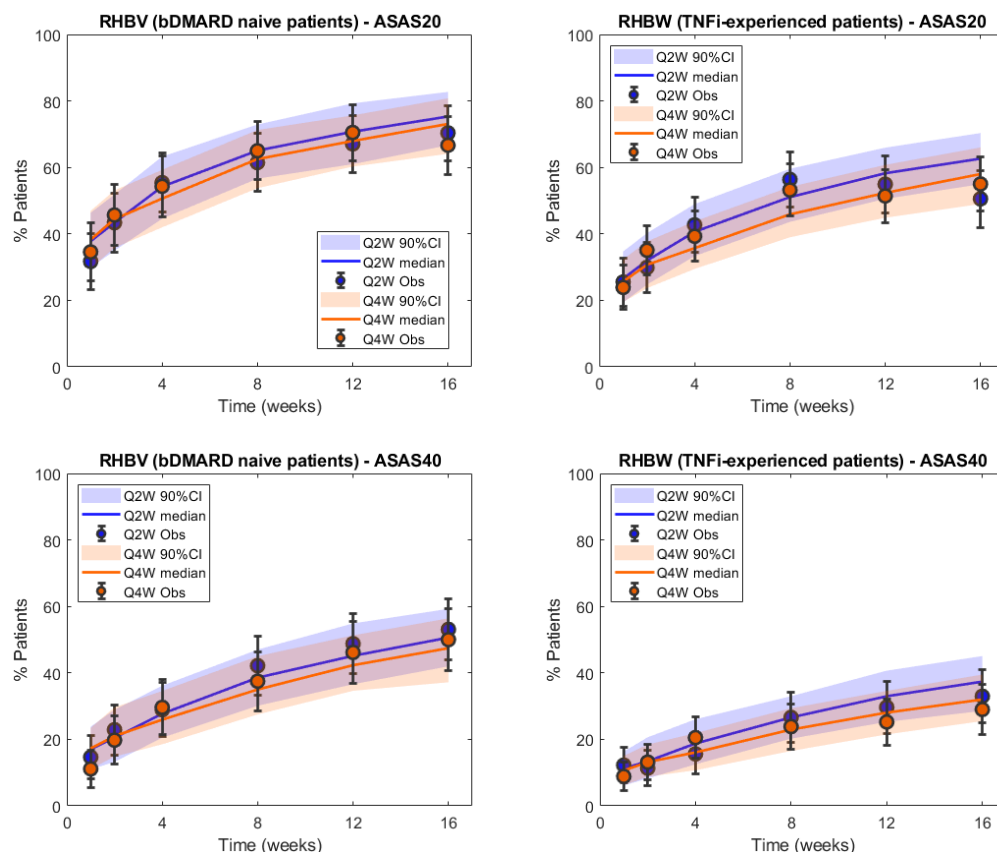 RHBV (bDMARD naive patients) - ASAS20
100
80
60
40
20
0
% Patients
Q2W 90%CI
Q2W median
Q2W Obs
Q4W 90%CI
Q4W median
Q4W Obs
0 4 8 12 16
Time (weeks)
RHBW (TNFi-experienced patients) - ASAS20
100
80
60
40
20
0
% Patients
Q2W 90%CI
Q2W median
Q2W Obs
Q4W 90%CI
Q4W median
Q4W Obs
0 4 8 12 16
Time (weeks)
RHBV (bDMARD naive patients) - ASAS40
100
80
60
40
20
0
% Patients
Q2W 90%CI
Q2W median
Q2W Obs
Q4W 90%CI
Q4W median
Q4W Obs
0 4 8 12 16
Time (weeks)
RHBW (TNFi-experienced patients) - ASAS40
100
80
60
40
20
0
% Patients
Q2W 90%CI
Q2W median
Q2W Obs
Q4W 90%CI
Q4W median
Q4W Obs
0 4 8 12 16
Time (weeks)